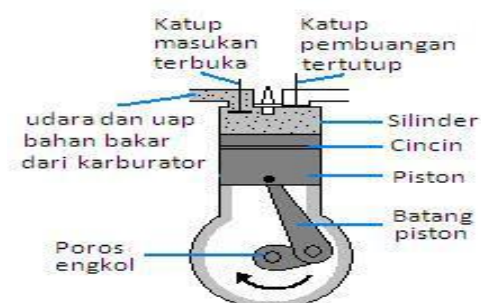 Katup
masukan
terbuka
Katup
pembuangan
tertutup
udara dan uap
bahan bakar
dari karburator
Silinder
Cincin
Piston
Batang
piston
Poros
engkol